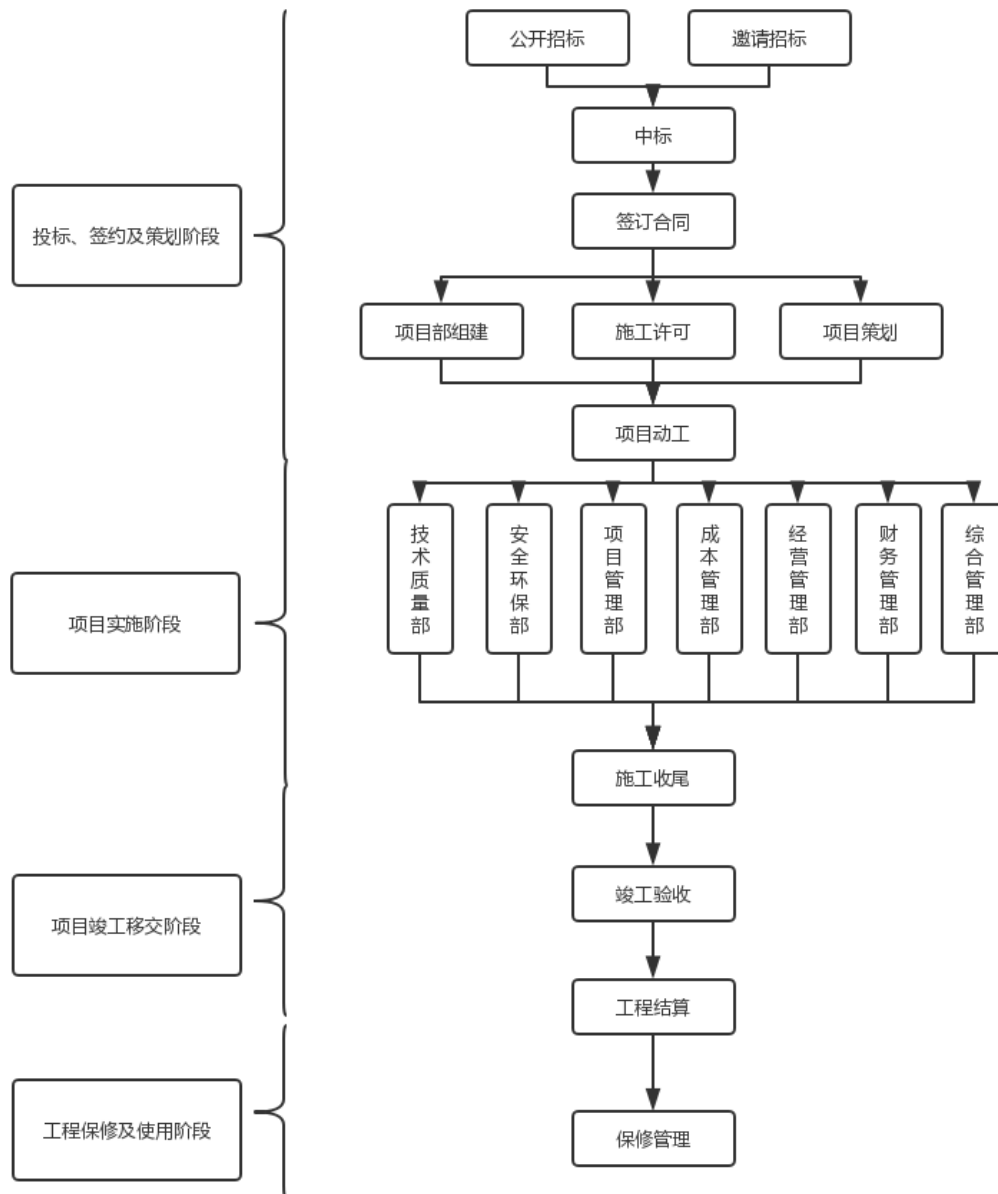 公开招标
邀请招标
中标
签订合同
投标、签约及策划阶段
项目部组建
施工许可
项目策划
项目动工
技术质量部
安全环保部
项目管理部
成本管理部
经营管理部
财务管理部
综合管理部
项目实施阶段
施工收尾
竣工验收
项目竣工移交阶段
工程结算
工程保修及使用阶段
保修管理